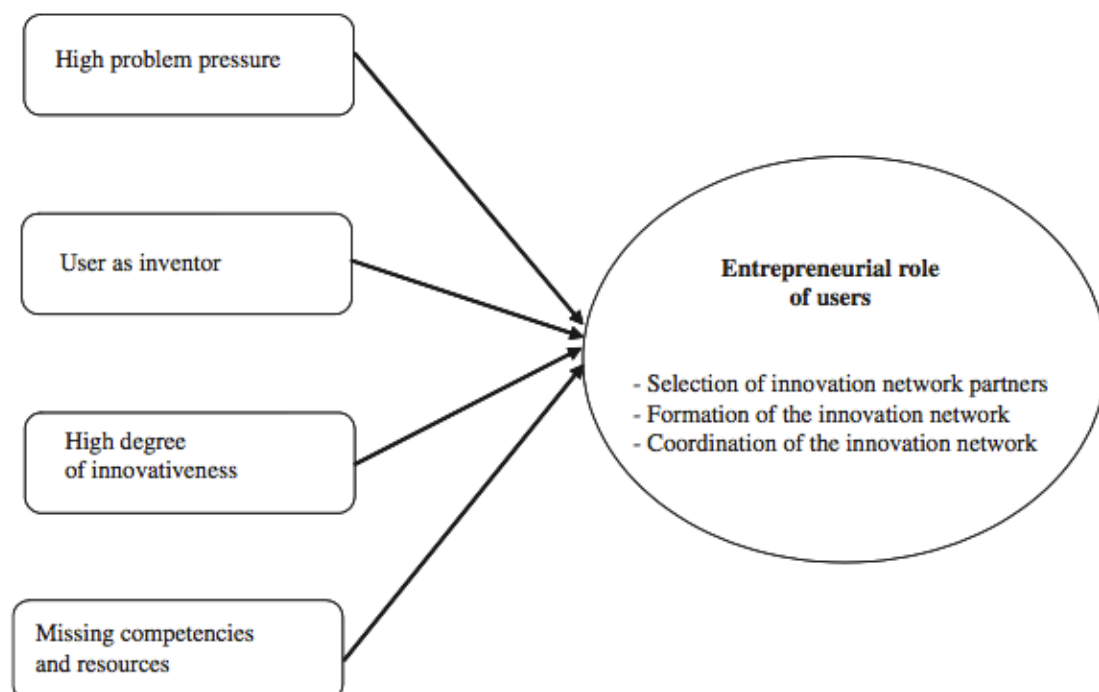 High problem pressure
User as inventor
High degree
of innovativeness
Missing competencies
and resources
Entrepreneurial role
of users
- Selection of innovation network partners
- Formation of the innovation network
- Coordination of the innovation network